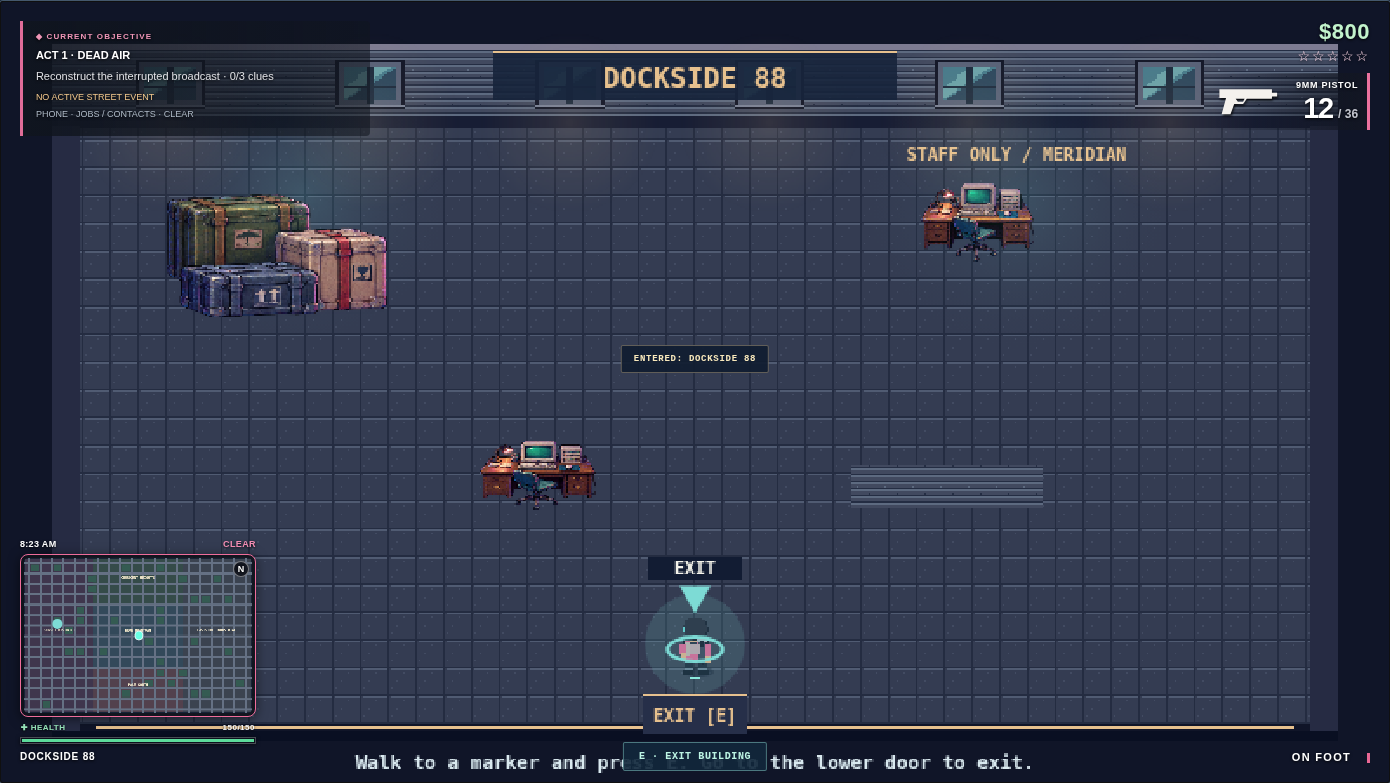 ◆ CURRENT OBJECTIVE
ACT 1 · DEAD AIR
Reconstruct the interrupted broadcast · 0/3 clues
NO ACTIVE STREET EVENT
PHONE · JOBS / CONTACTS · CLEAR
DOCKSIDE 88
$800
☆☆☆☆☆
9MM PISTOL
12 / 36
STAFF ONLY / MERIDIAN
ENTERED: DOCKSIDE 88
EXIT
EXIT [E]
8:23 AM
CLEAR
N
+ HEALTH
150/150
DOCKSIDE 88
E · EXIT BUILDING
Walk to a marker and press E. Go to the lower door to exit.
ON FOOT